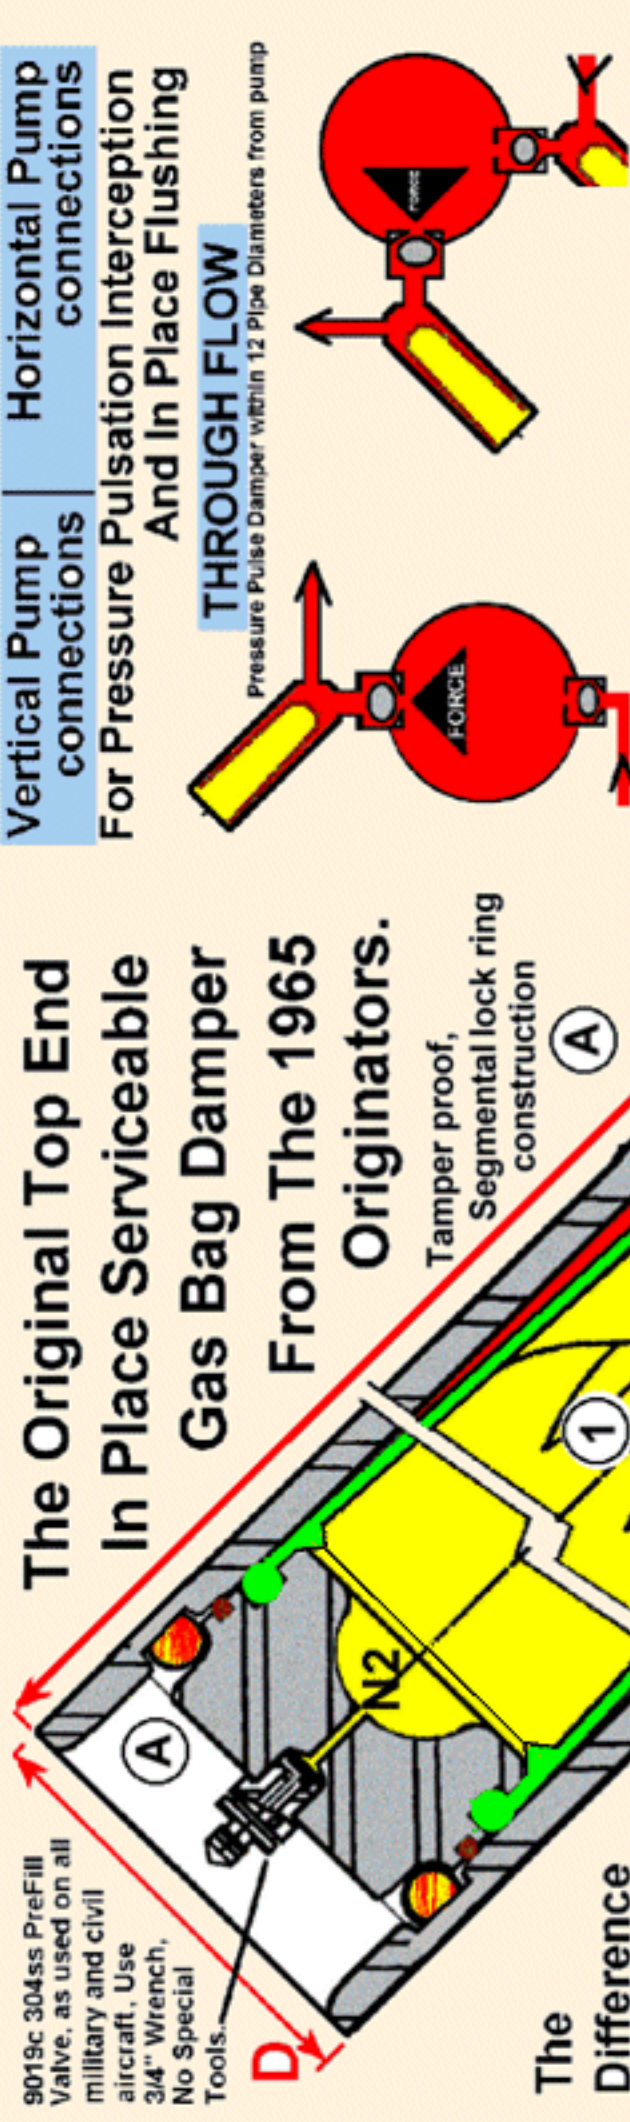 9019c 304ss PreFill
Valve, as used on all
military and civil
aircraft, Use
3/4" Wrench,
No Special
Tools.
D
The
Difference
The Original Top End
In Place Serviceable
Gas Bag Damper
From The 1965
Originators.
Tamper proof,
Segmental lock ring
construction
A
A
N2
1
Vertical Pump
connections
Horizontal Pump
connections
For Pressure Pulsation Interception
And In Place Flushing
THROUGH FLOW
Pressure Pulse Damper within 12 Pipe Diameters from pump
FORCE
FORCE